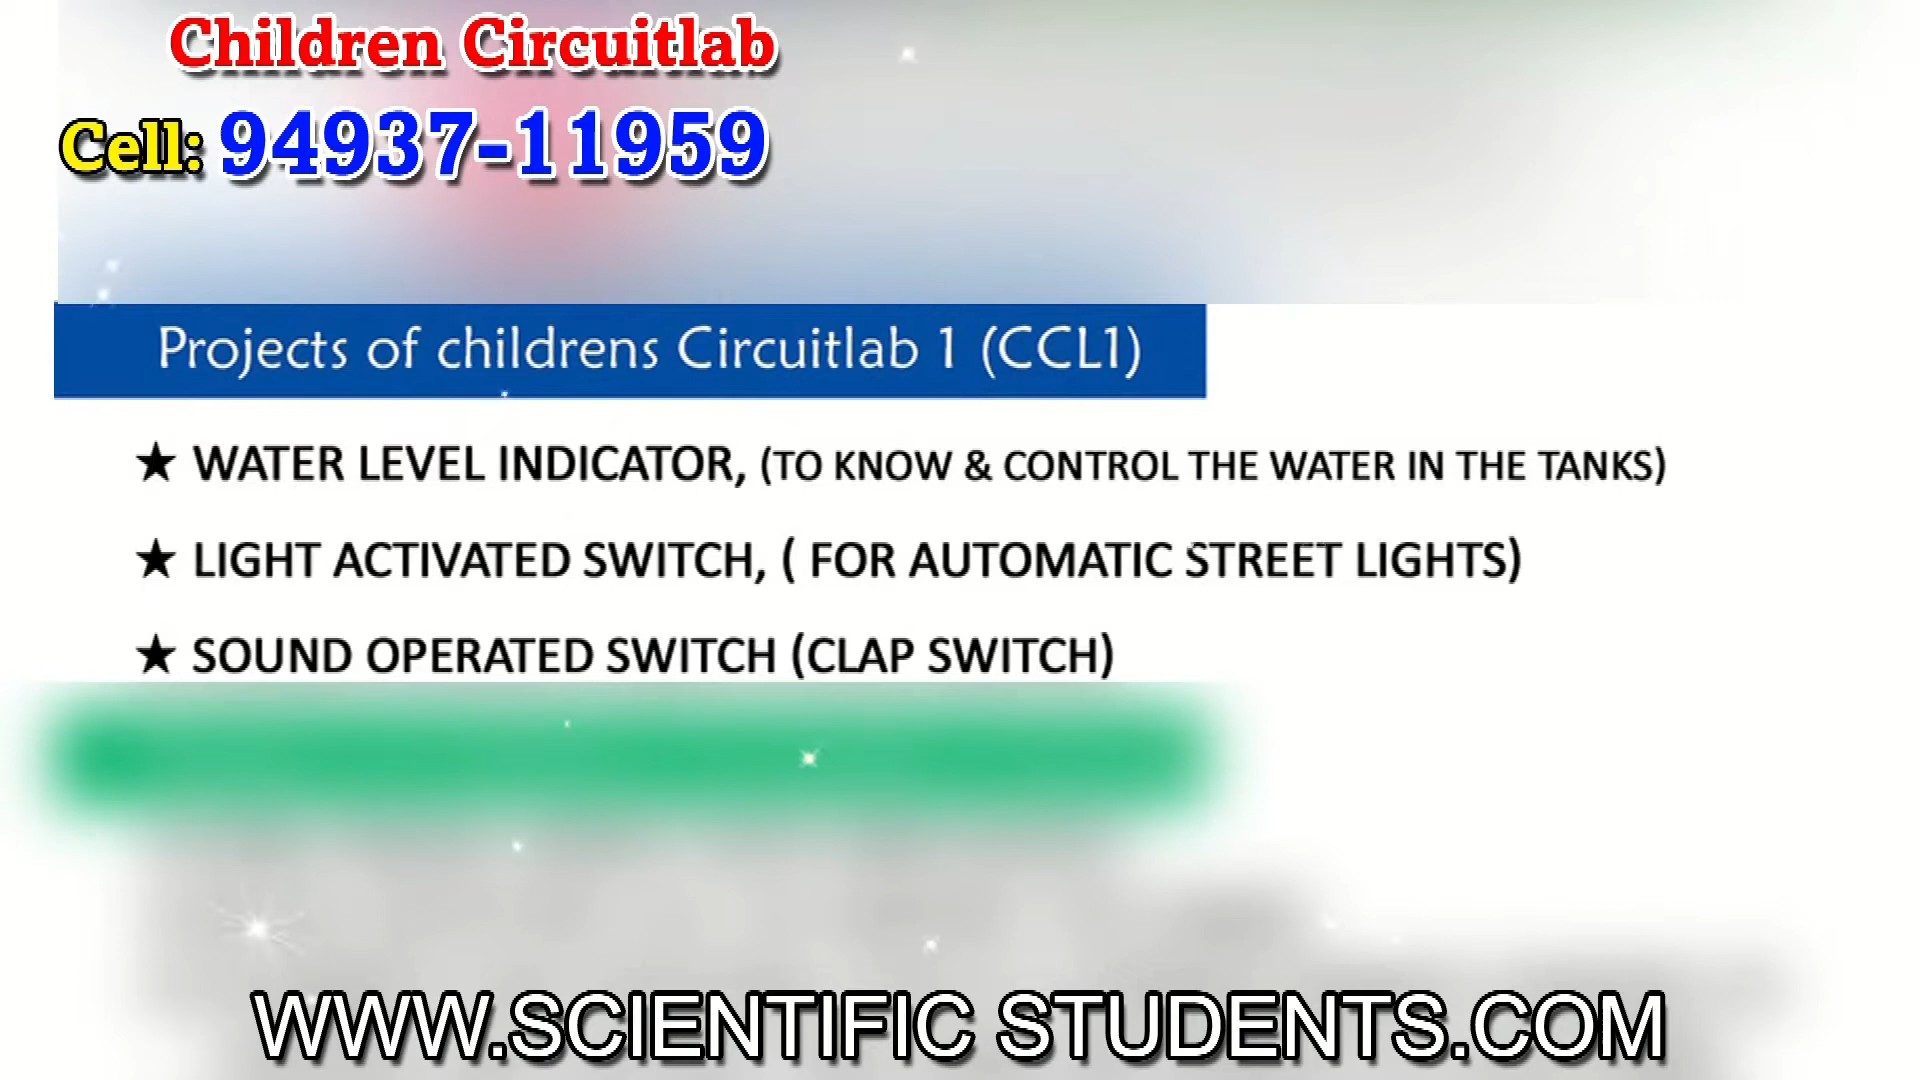 Children Circuitlab
Cell: 94937-11959
Projects of childrens Circuitlab 1 (CCL1)
★ WATER LEVEL INDICATOR, (TO KNOW & CONTROL THE WATER IN THE TANKS)
★ LIGHT ACTIVATED SWITCH, ( FOR AUTOMATIC STREET LIGHTS)
★ SOUND OPERATED SWITCH (CLAP SWITCH)
WWW.SCIENTIFIC STUDENTS.COM